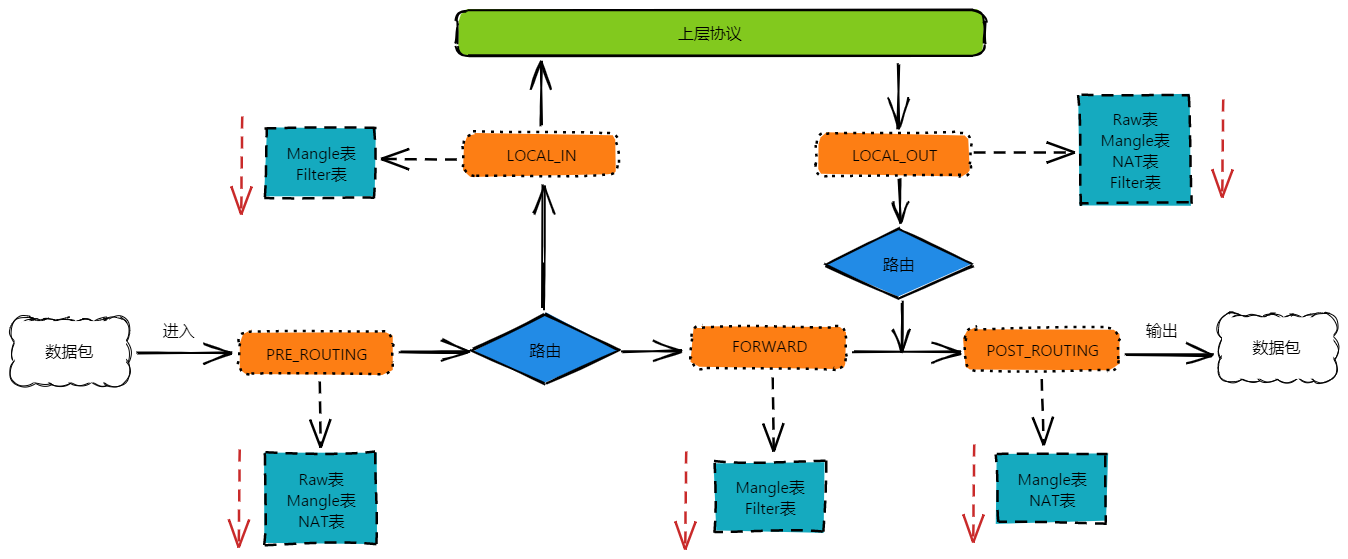 上层协议
Mangle表
Filter表
LOCAL_IN
LOCAL_OUT
Raw表
Mangle表
NAT表
Filter表
路由
数据包
进入
PRE_ROUTING
路由
FORWARD
POST_ROUTING
输出
数据包
Raw表
Mangle表
NAT表
Mangle表
Filter表
Mangle表
NAT表